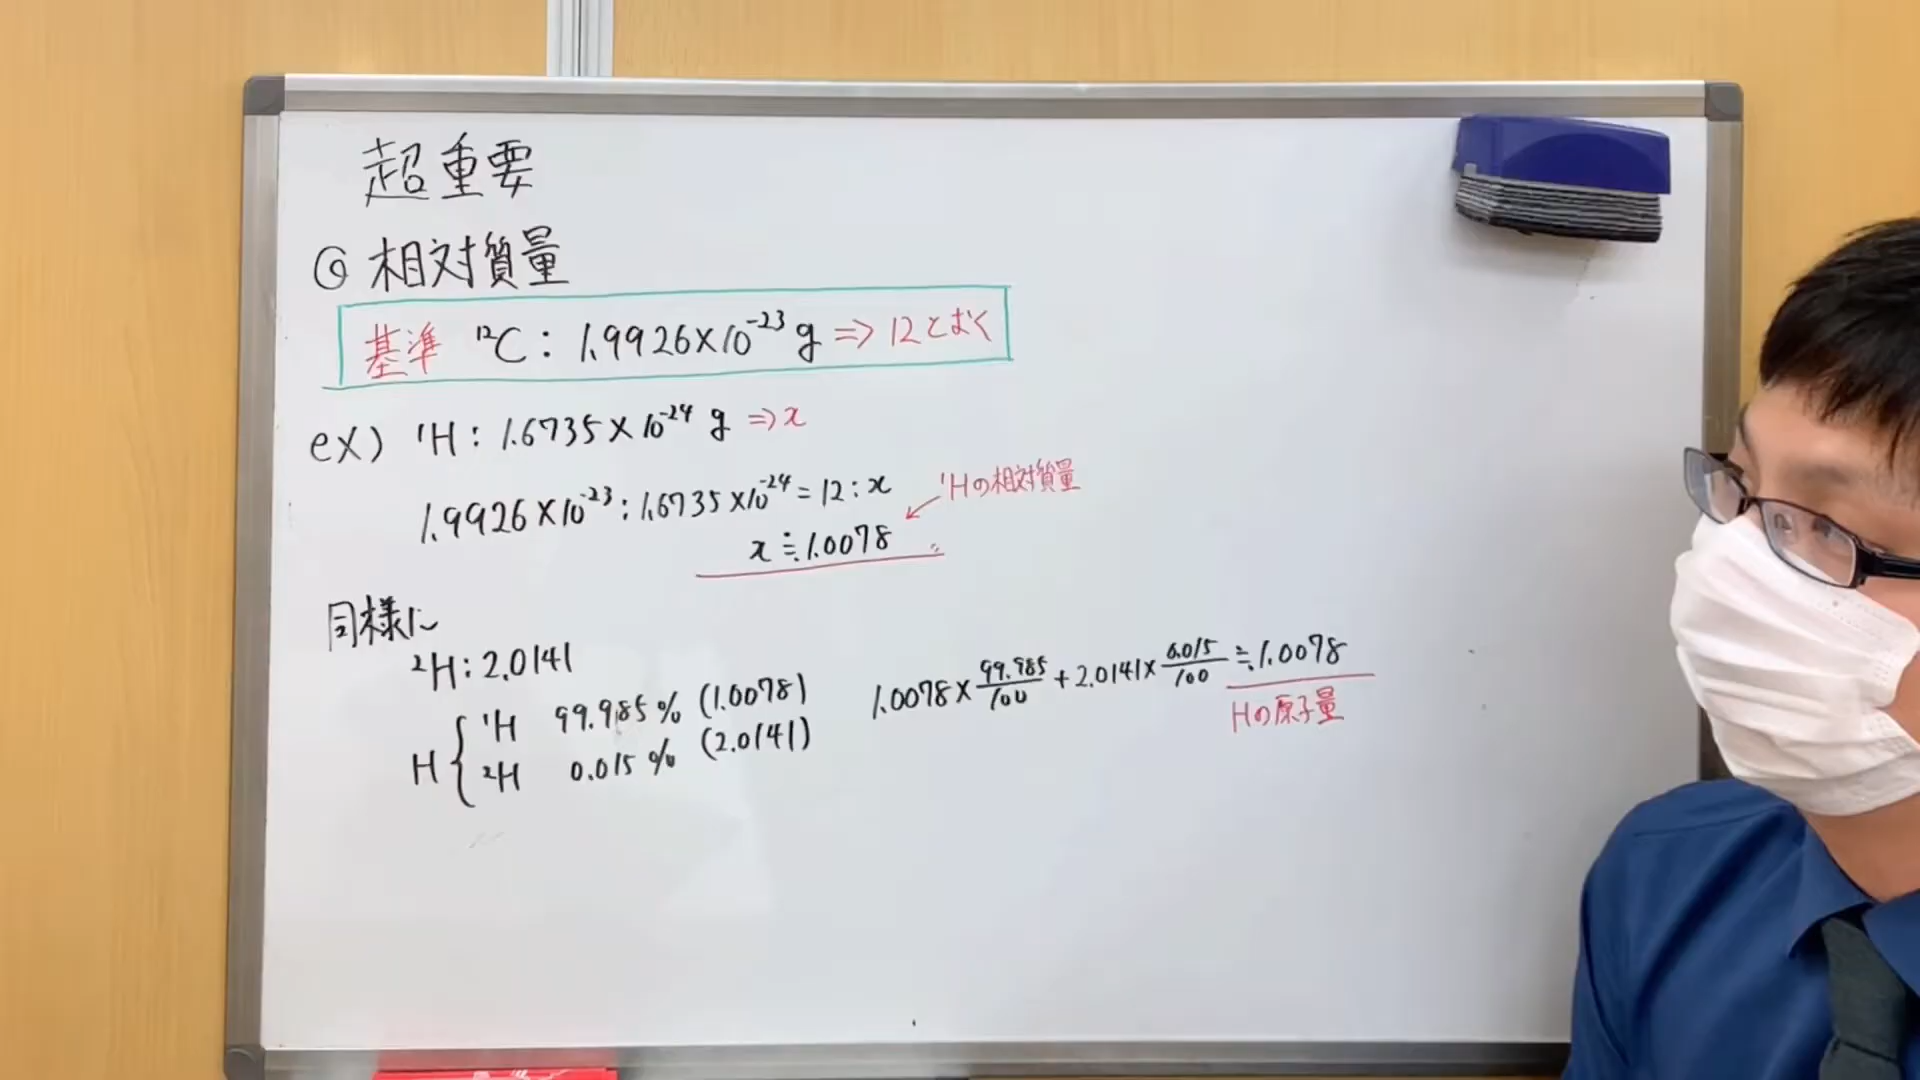 超重要
◎ 相対質量
基準 ¹²C : 1.9926×10⁻²³ g ⇒ 12とおく
ex) ¹H : 1.6735×10⁻²⁴ g ⇒ x
1.9926×10⁻²³ : 1.6735×10⁻²⁴ = 12 : x
x ≒ 1.0078
¹Hの相対質量
同様に
²H : 2.0141
H { ¹H 99.985 % (1.0078)
²H 0.015 % (2.0141)
1.0078 × 99.985/100 + 2.0141 × 0.015/100 ≒ 1.0078
Hの原子量